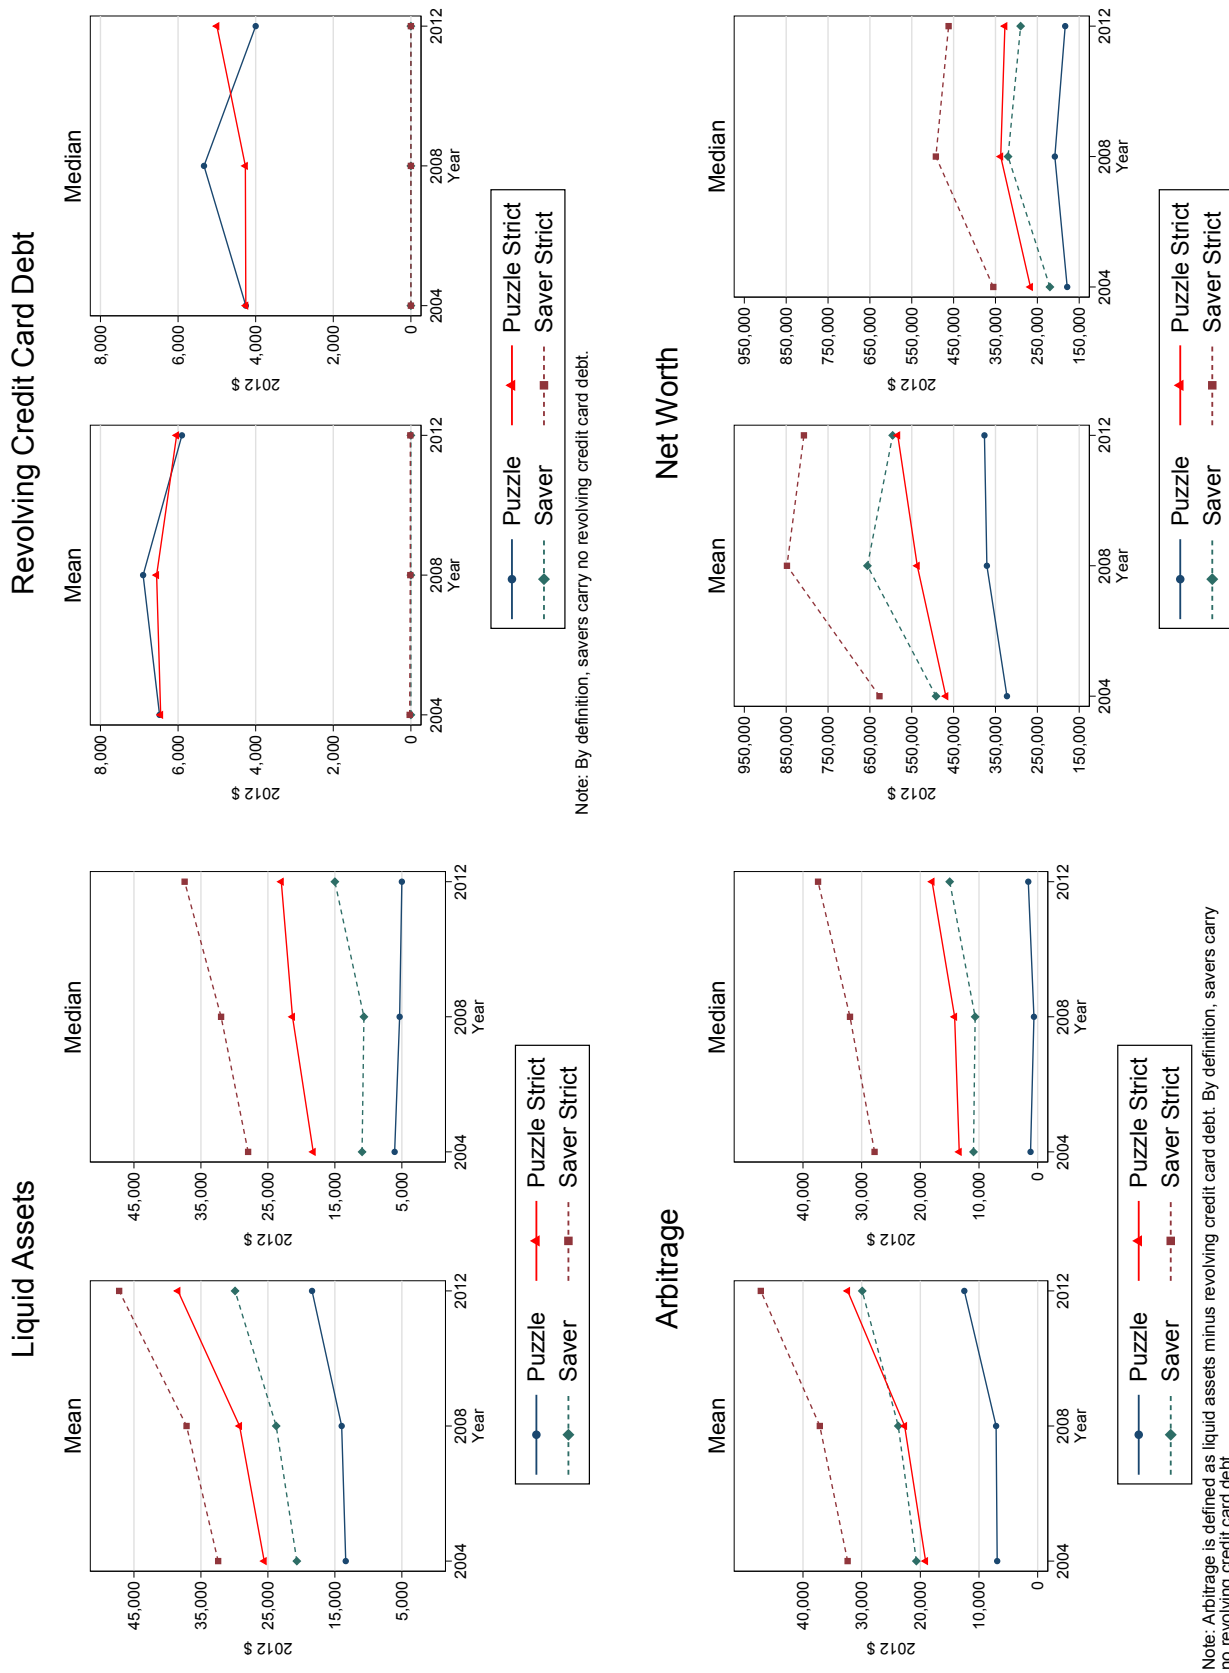 Liquid Assets
Mean
Median
2012 $
45,000
35,000
25,000
15,000
5,000
2004
2008
2012
Year
2012 $
45,000
35,000
25,000
15,000
5,000
2004
2008
2012
Year
Puzzle
Puzzle Strict
Saver
Saver Strict
Revolving Credit Card Debt
Mean
Median
2012 $
8,000
6,000
4,000
2,000
0
2004
2008
2012
Year
2012 $
8,000
6,000
4,000
2,000
0
2004
2008
2012
Year
Puzzle
Puzzle Strict
Saver
Saver Strict
Note: By definition, savers carry no revolving credit card debt.
Arbitrage
Mean
Median
2012 $
40,000
30,000
20,000
10,000
0
2004
2008
2012
Year
2012 $
40,000
30,000
20,000
10,000
0
2004
2008
2012
Year
Puzzle
Puzzle Strict
Saver
Saver Strict
Note: Arbitrage is defined as liquid assets minus revolving credit card debt. By definition, savers carry
no revolving credit card debt
Net Worth
Mean
Median
2012 $
950,000
850,000
750,000
650,000
550,000
450,000
350,000
250,000
150,000
2004
2008
2012
Year
2012 $
950,000
850,000
750,000
650,000
550,000
450,000
350,000
250,000
150,000
2004
2008
2012
Year
Puzzle
Puzzle Strict
Saver
Saver Strict